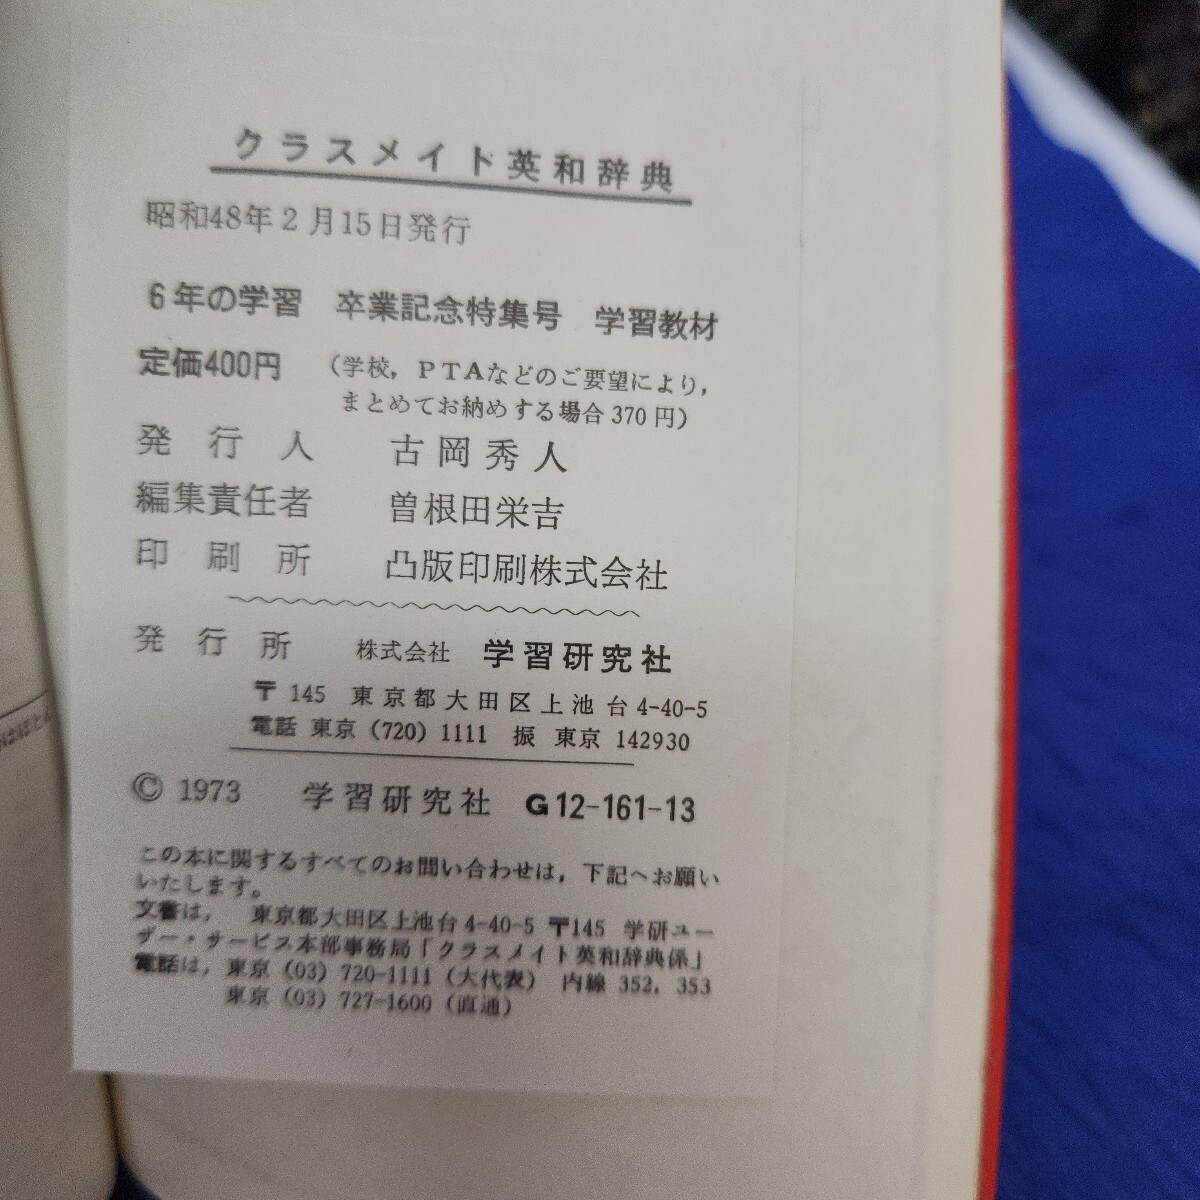 クラスメイト英和辞典
昭和48年2月15日発行
6年の学習 卒業記念特集号 学習教材
定価400円 （学校，PTAなどのご要望により，
まとめてお納めする場合370円）
発行人 古岡秀人
編集責任者 曽根田栄吉
印刷所 凸版印刷株式会社
発行所 株式会社 学習研究社
〒145 東京都大田区上池台4-40-5
電話 東京（720）1111 振 東京 142930
© 1973 学習研究社 G12-161-13
この本に関するすべてのお問い合わせは，下記へお願い
いたします。
文書は， 東京都大田区上池台4-40-5 〒145 学研ユー
ザー・サービス本部事務局「クラスメイト英和辞典係」
電話は，東京（03）720-1111（大代表） 内線 352，353
東京（03）727-1600（直通）